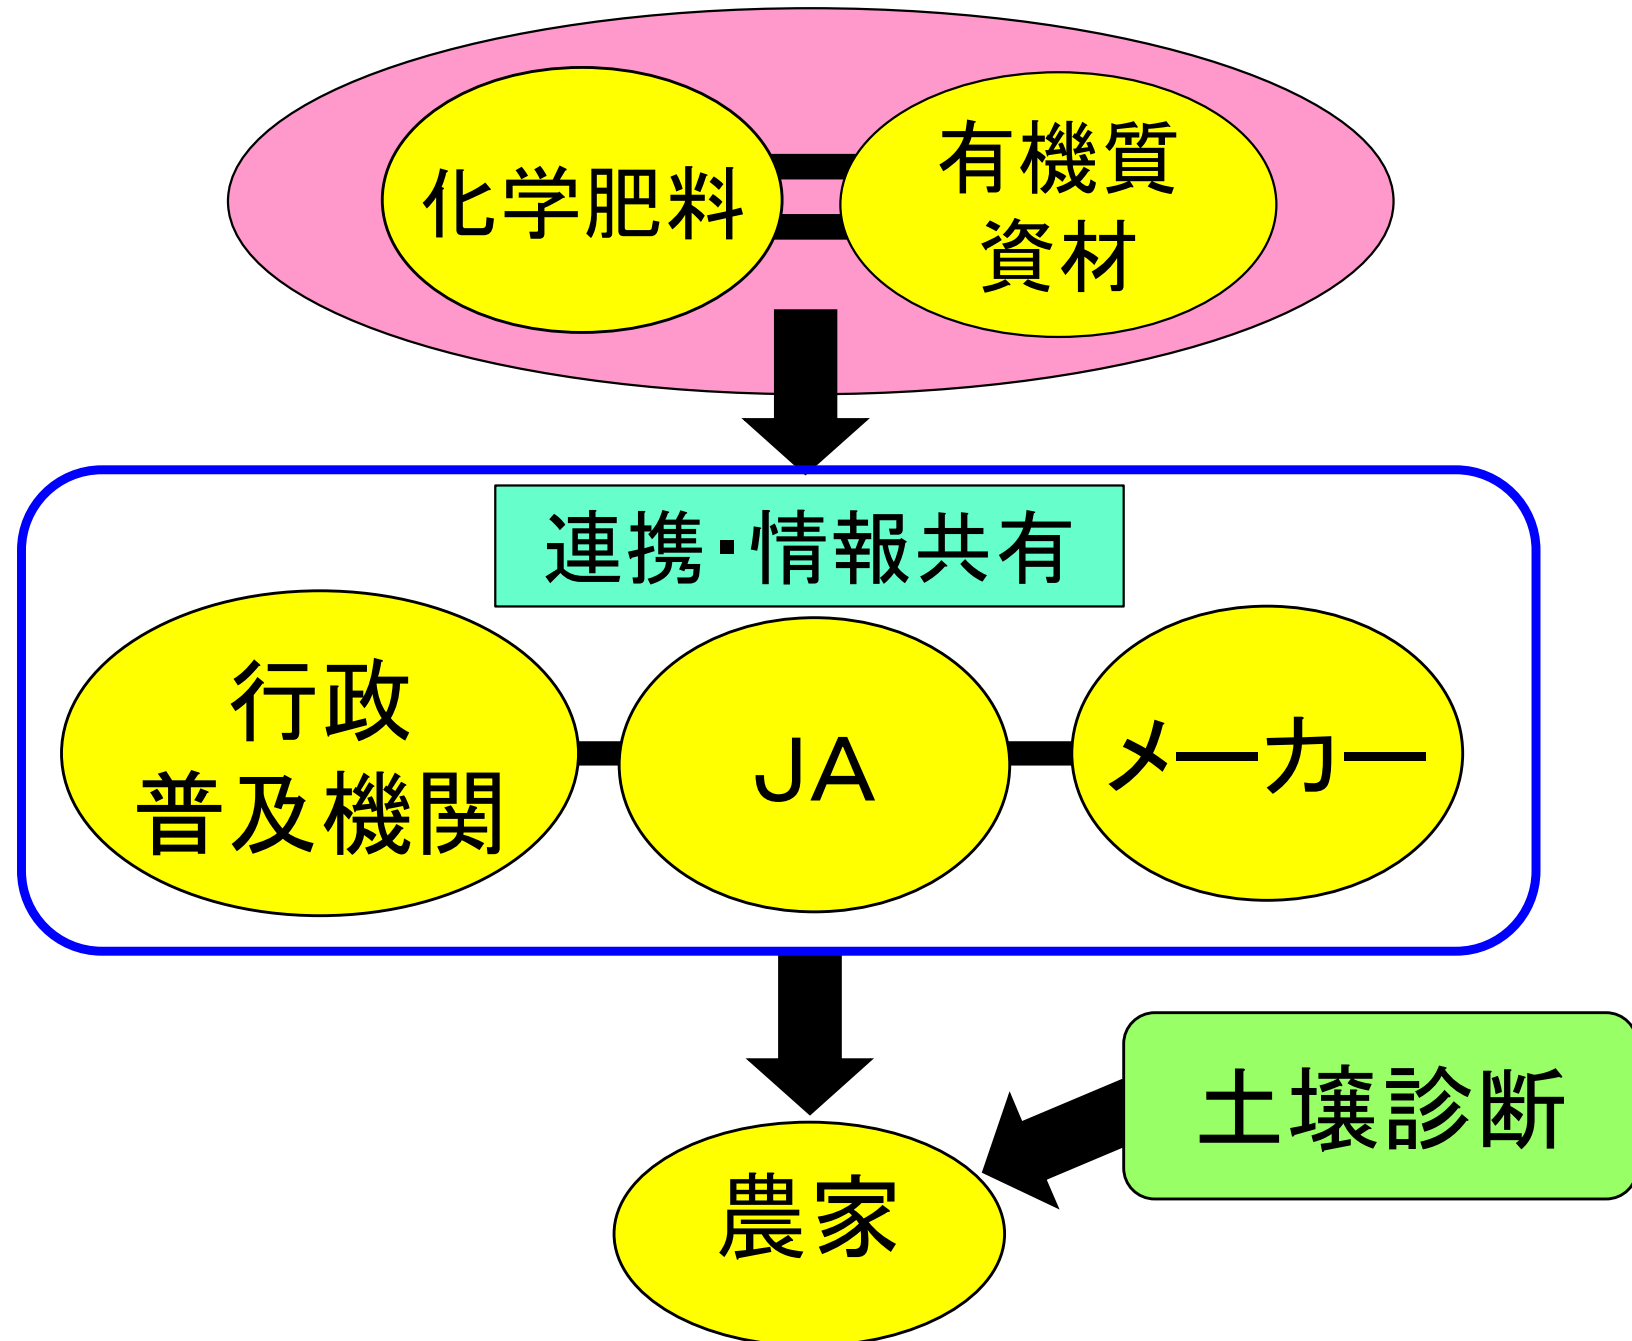 化学肥料
有機質
資材
連携・情報共有
行政
普及機関
JA
メーカー
土壌診断
農家